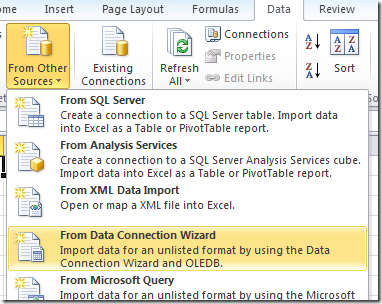 ions Page Layout Formulas Data Review
From Other Sources
Existing Connections
Refresh All
Connections
Properties
Edit Links
Sort
From SQL Server
Create a connection to a SQL Server table. Import data
into Excel as a Table or PivotTable report.
From Analysis Services
Create a connection to a SQL Server Analysis Services cube.
Import data into Excel as a Table or PivotTable report.
From XML Data Import
Open or map a XML file into Excel.
From Data Connection Wizard
Import data for an unlisted format by using the Data
Connection Wizard and OLEDB.
From Microsoft Query
Import data for an unlisted format by using the Microsoft